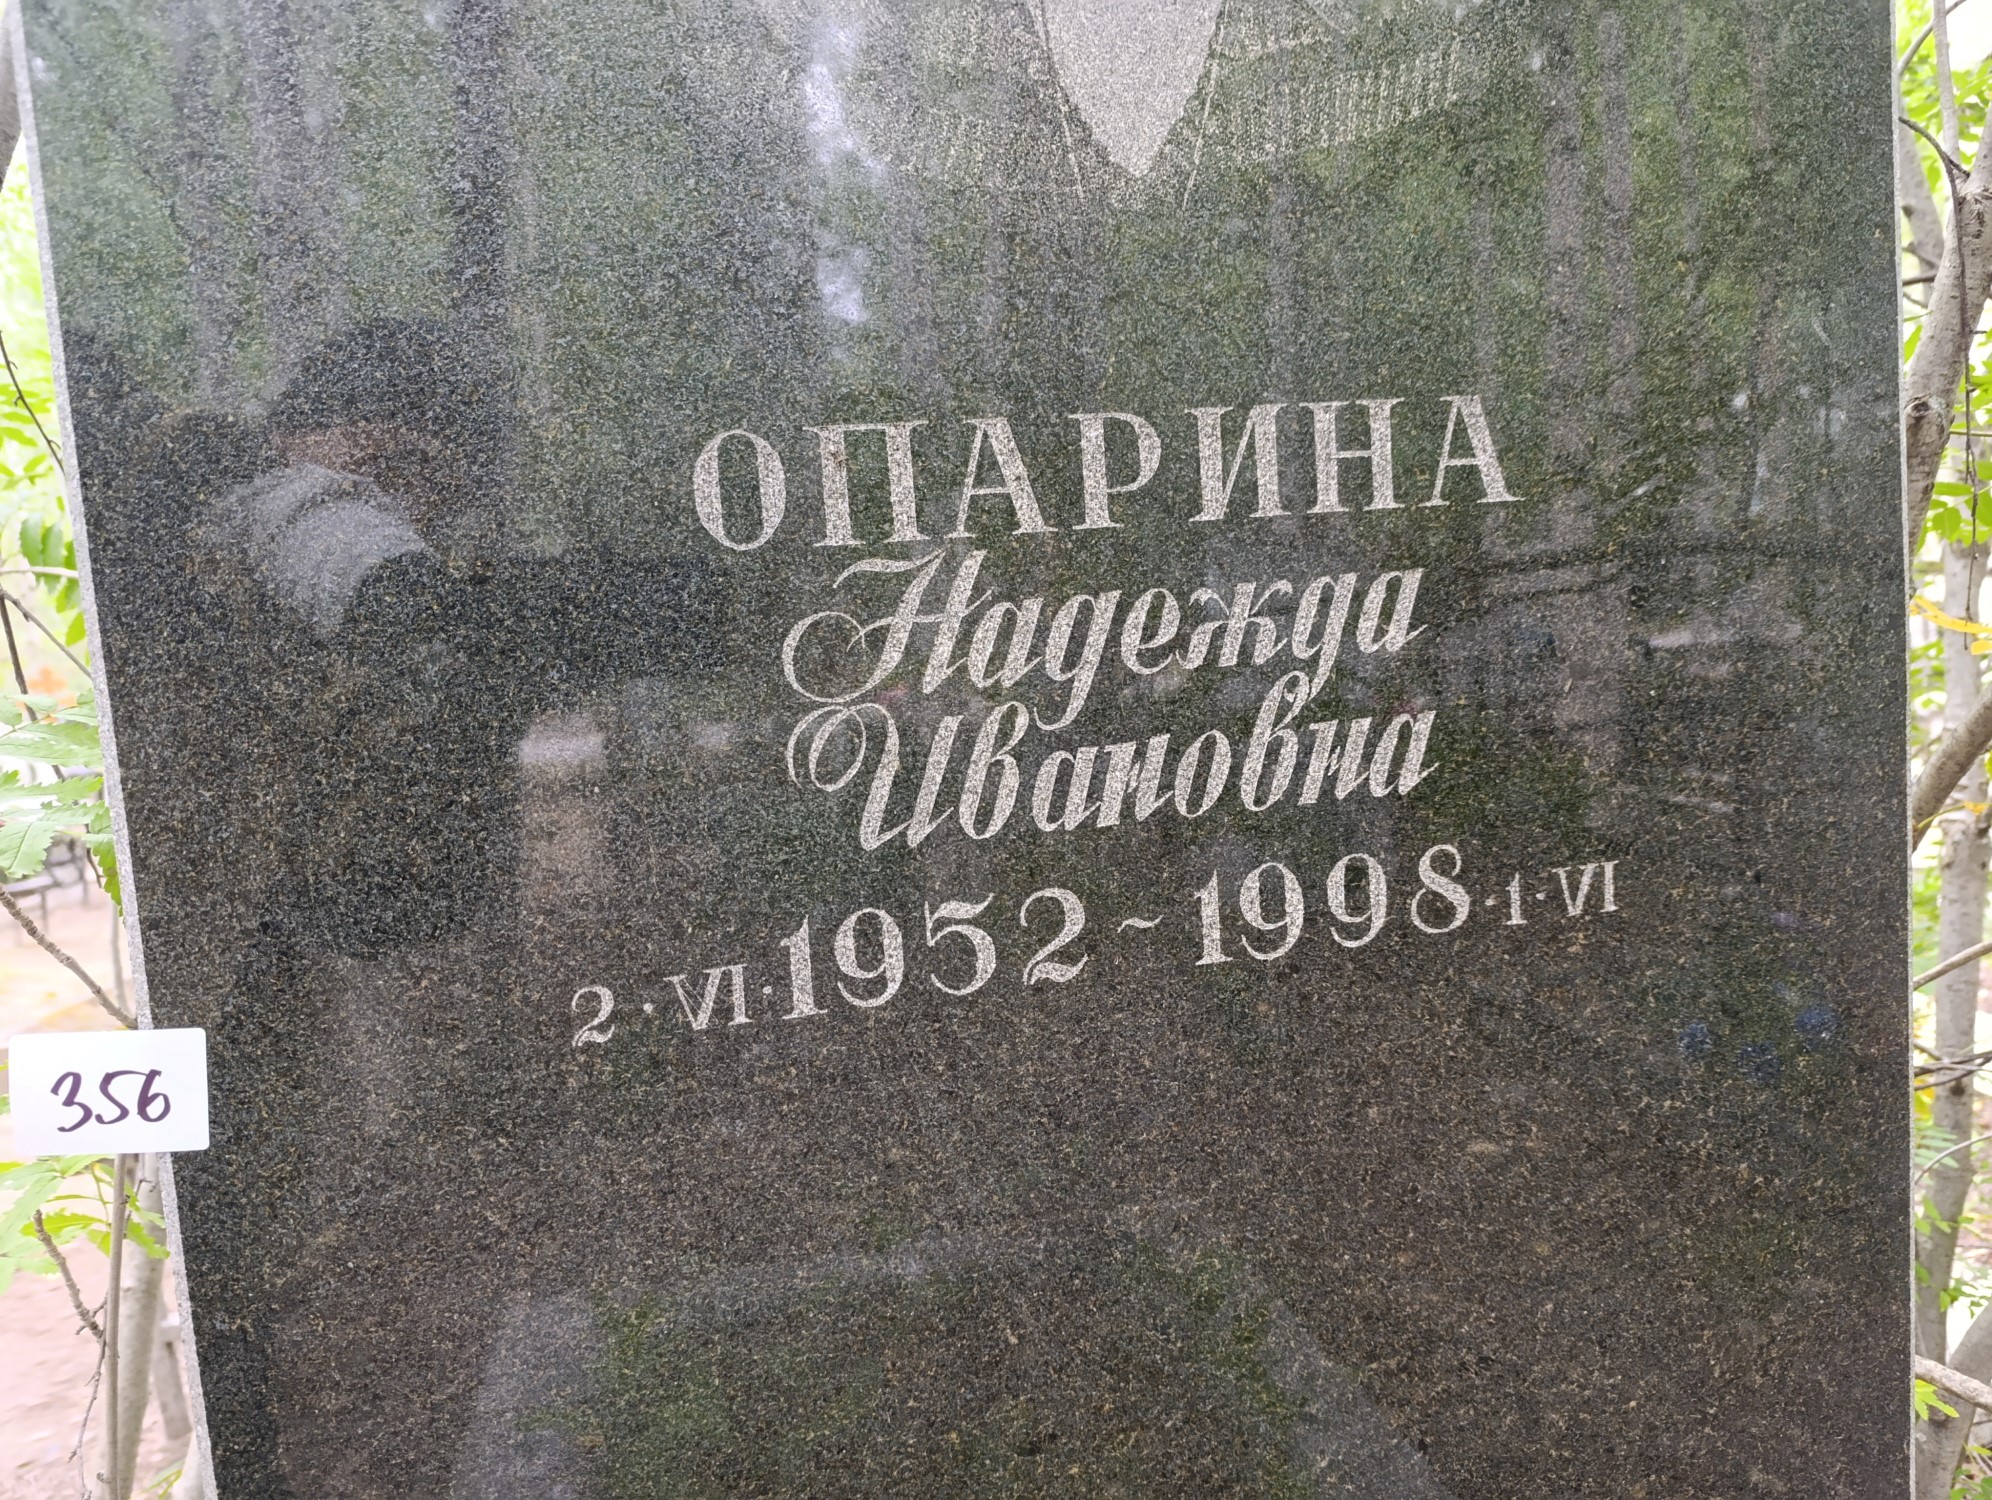 ОПАРИНА
Надежда
Ивановна
2·VI·1952~1998·1·VI
356